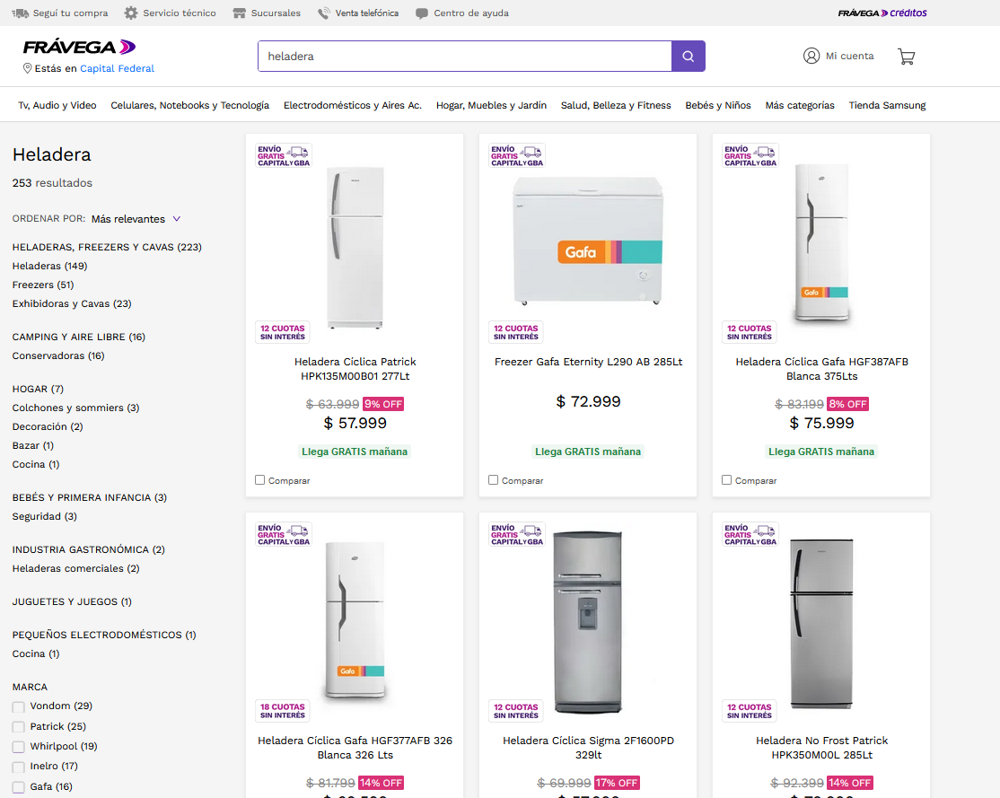 Seguí tu compra
Servicio técnico
Sucursales
Venta telefónica
Centro de ayuda
FRÁVEGA créditos
FRÁVEGA
Estás en Capital Federal
heladera
Mi cuenta
Tv, Audio y Video
Celulares, Notebooks y Tecnología
Electrodomésticos y Aires Ac.
Hogar, Muebles y Jardín
Salud, Belleza y Fitness
Bebés y Niños
Más categorías
Tienda Samsung
Heladera
253 resultados
ORDENAR POR: Más relevantes
HELADERAS, FREEZERS Y CAVAS (223)
Heladeras (149)
Freezers (51)
Exhibidoras y Cavas (23)
CAMPING Y AIRE LIBRE (16)
Conservadoras (16)
HOGAR (7)
Colchones y sommiers (3)
Decoración (2)
Bazar (1)
Cocina (1)
BEBÉS Y PRIMERA INFANCIA (3)
Seguridad (3)
INDUSTRIA GASTRONÓMICA (2)
Heladeras comerciales (2)
JUGUETES Y JUEGOS (1)
PEQUEÑOS ELECTRODOMÉSTICOS (1)
Cocina (1)
MARCA
Vondom (29)
Patrick (25)
Whirlpool (19)
Inelro (17)
Gafa (16)
ENVÍO
GRATIS
CAPITAL Y GBA
12 CUOTAS
SIN INTERÉS
Heladera Cíclica Patrick
HPK135M00B01 277Lt
$ 63.999 9% OFF
$ 57.999
Llega GRATIS mañana
Comparar
ENVÍO
GRATIS
CAPITAL Y GBA
Gafa
12 CUOTAS
SIN INTERÉS
Freezer Gafa Eternity L290 AB 285Lt
$ 72.999
Llega GRATIS mañana
Comparar
ENVÍO
GRATIS
CAPITAL Y GBA
Gafa
12 CUOTAS
SIN INTERÉS
Heladera Cíclica Gafa HGF387AFB
Blanca 375Lts
$ 83.199 8% OFF
$ 75.999
Llega GRATIS mañana
Comparar
ENVÍO
GRATIS
CAPITAL Y GBA
Gafa
18 CUOTAS
SIN INTERÉS
Heladera Cíclica Gafa HGF377AFB 326
Blanca 326 Lts
$ 81.799 14% OFF
ENVÍO
GRATIS
CAPITAL Y GBA
12 CUOTAS
SIN INTERÉS
Heladera Cíclica Sigma 2F1600PD
329lt
$ 69.999 17% OFF
ENVÍO
GRATIS
CAPITAL Y GBA
12 CUOTAS
SIN INTERÉS
Heladera No Frost Patrick
HPK350M00L 285Lt
$ 92.399 14% OFF